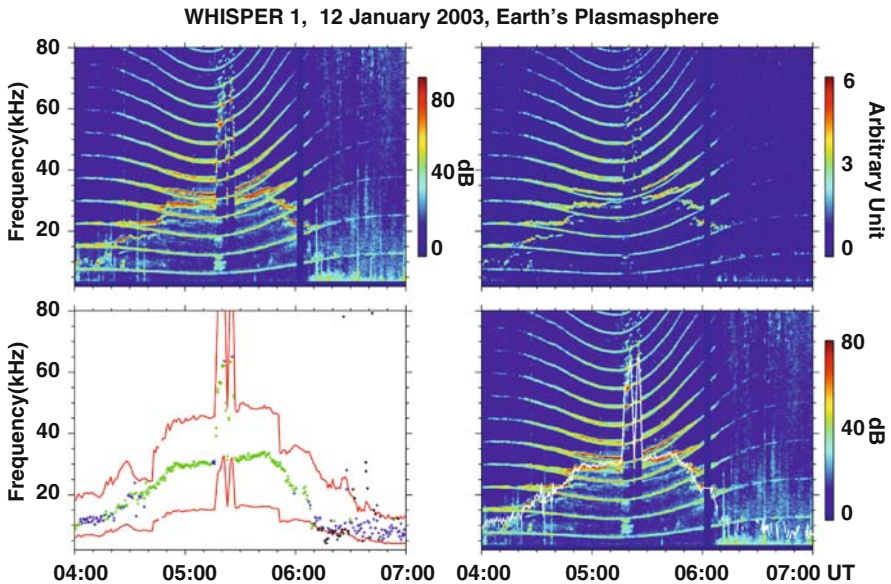 WHISPER 1, 12 January 2003, Earth's Plasmasphere
Frequency(kHz)
80
60
40
20
80
40
0
dB
6
3
0
Arbitrary Unit
Frequency(kHz)
80
60
40
20
04:00 05:00 06:00 07:00
80
40
0
dB
04:00 05:00 06:00 07:00 UT